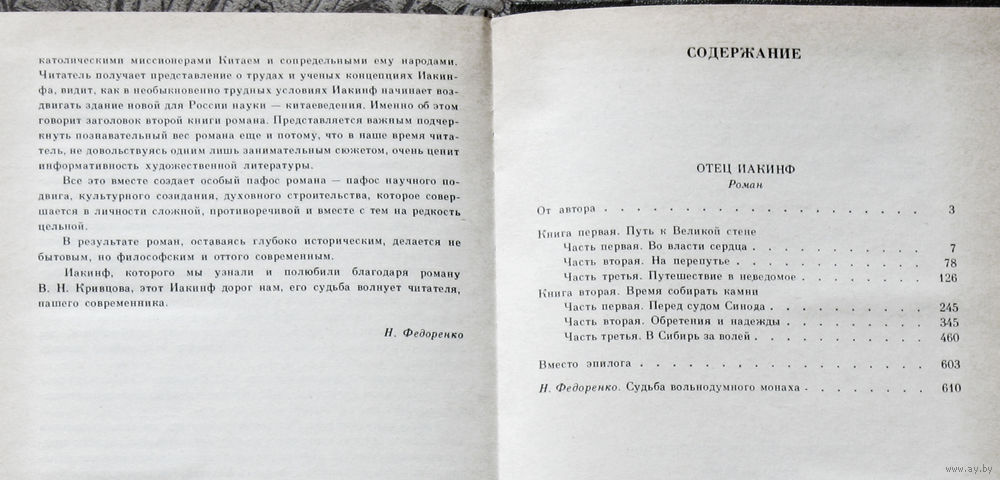 католическими миссионерами Китаем и сопредельными ему народами.
Читатель получает представление о трудах и ученых концепциях Иакин-
фа, видит, как в необыкновенно трудных условиях Иакинф начинает воз-
двигать здание новой для России науки — китаеведения. Именно об этом
говорит заголовок второй книги романа. Представляется важным подчер-
кнуть познавательный вес романа еще и потому, что в наше время чита-
тель, не довольствуясь одним лишь занимательным сюжетом, очень ценит
информативность художественной литературы.
Все это вместе создает особый пафос романа — пафос научного по-
двига, культурного созидания, духовного строительства, которое совер-
шается в личности сложной, противоречивой и вместе с тем на редкость
цельной.
В результате роман, оставаясь глубоко историческим, делается не
бытовым, но философским и оттого современным.
Иакинф, которого мы узнали и полюбили благодаря роману
В. Н. Кривцова, этот Иакинф дорог нам, его судьба волнует читателя,
нашего современника.
Н. Федоренко
СОДЕРЖАНИЕ
ОТЕЦ ИАКИНФ
Роман
От автора . . . . . . . . . . . . . . . . . . . . 3
Книга первая. Путь к Великой стене
Часть первая. Во власти сердца . . . . . . . . . . 7
Часть вторая. На перепутье . . . . . . . . . . . . 78
Часть третья. Путешествие в неведомое . . . . . . . 126
Книга вторая. Время собирать камни
Часть первая. Перед судом Синода . . . . . . . . . 245
Часть вторая. Обретения и надежды . . . . . . . . 345
Часть третья. В Сибирь за волей . . . . . . . . . . 460
Вместо эпилога . . . . . . . . . . . . . . . . . 603
Н. Федоренко. Судьба вольнодумного монаха . . . . . . . 610
www.ay.by